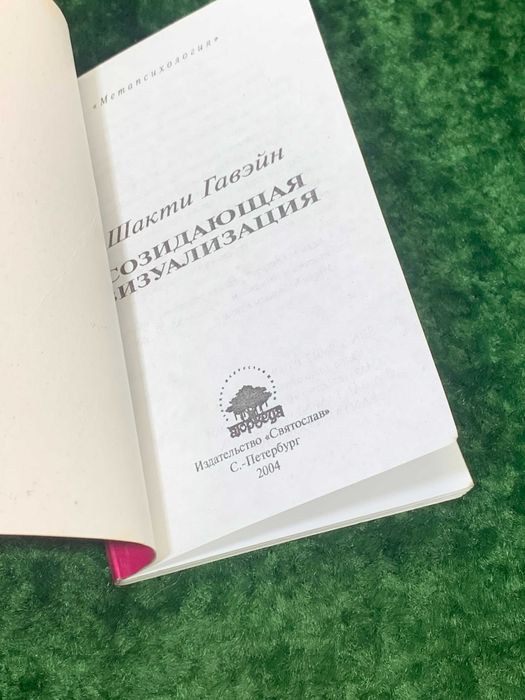 «Метапсихология»
Шакти Гавэйн
СОЗИДАЮЩАЯ
ВИЗУАЛИЗАЦИЯ
Издательство «Святослав»
С.-Петербург
2004